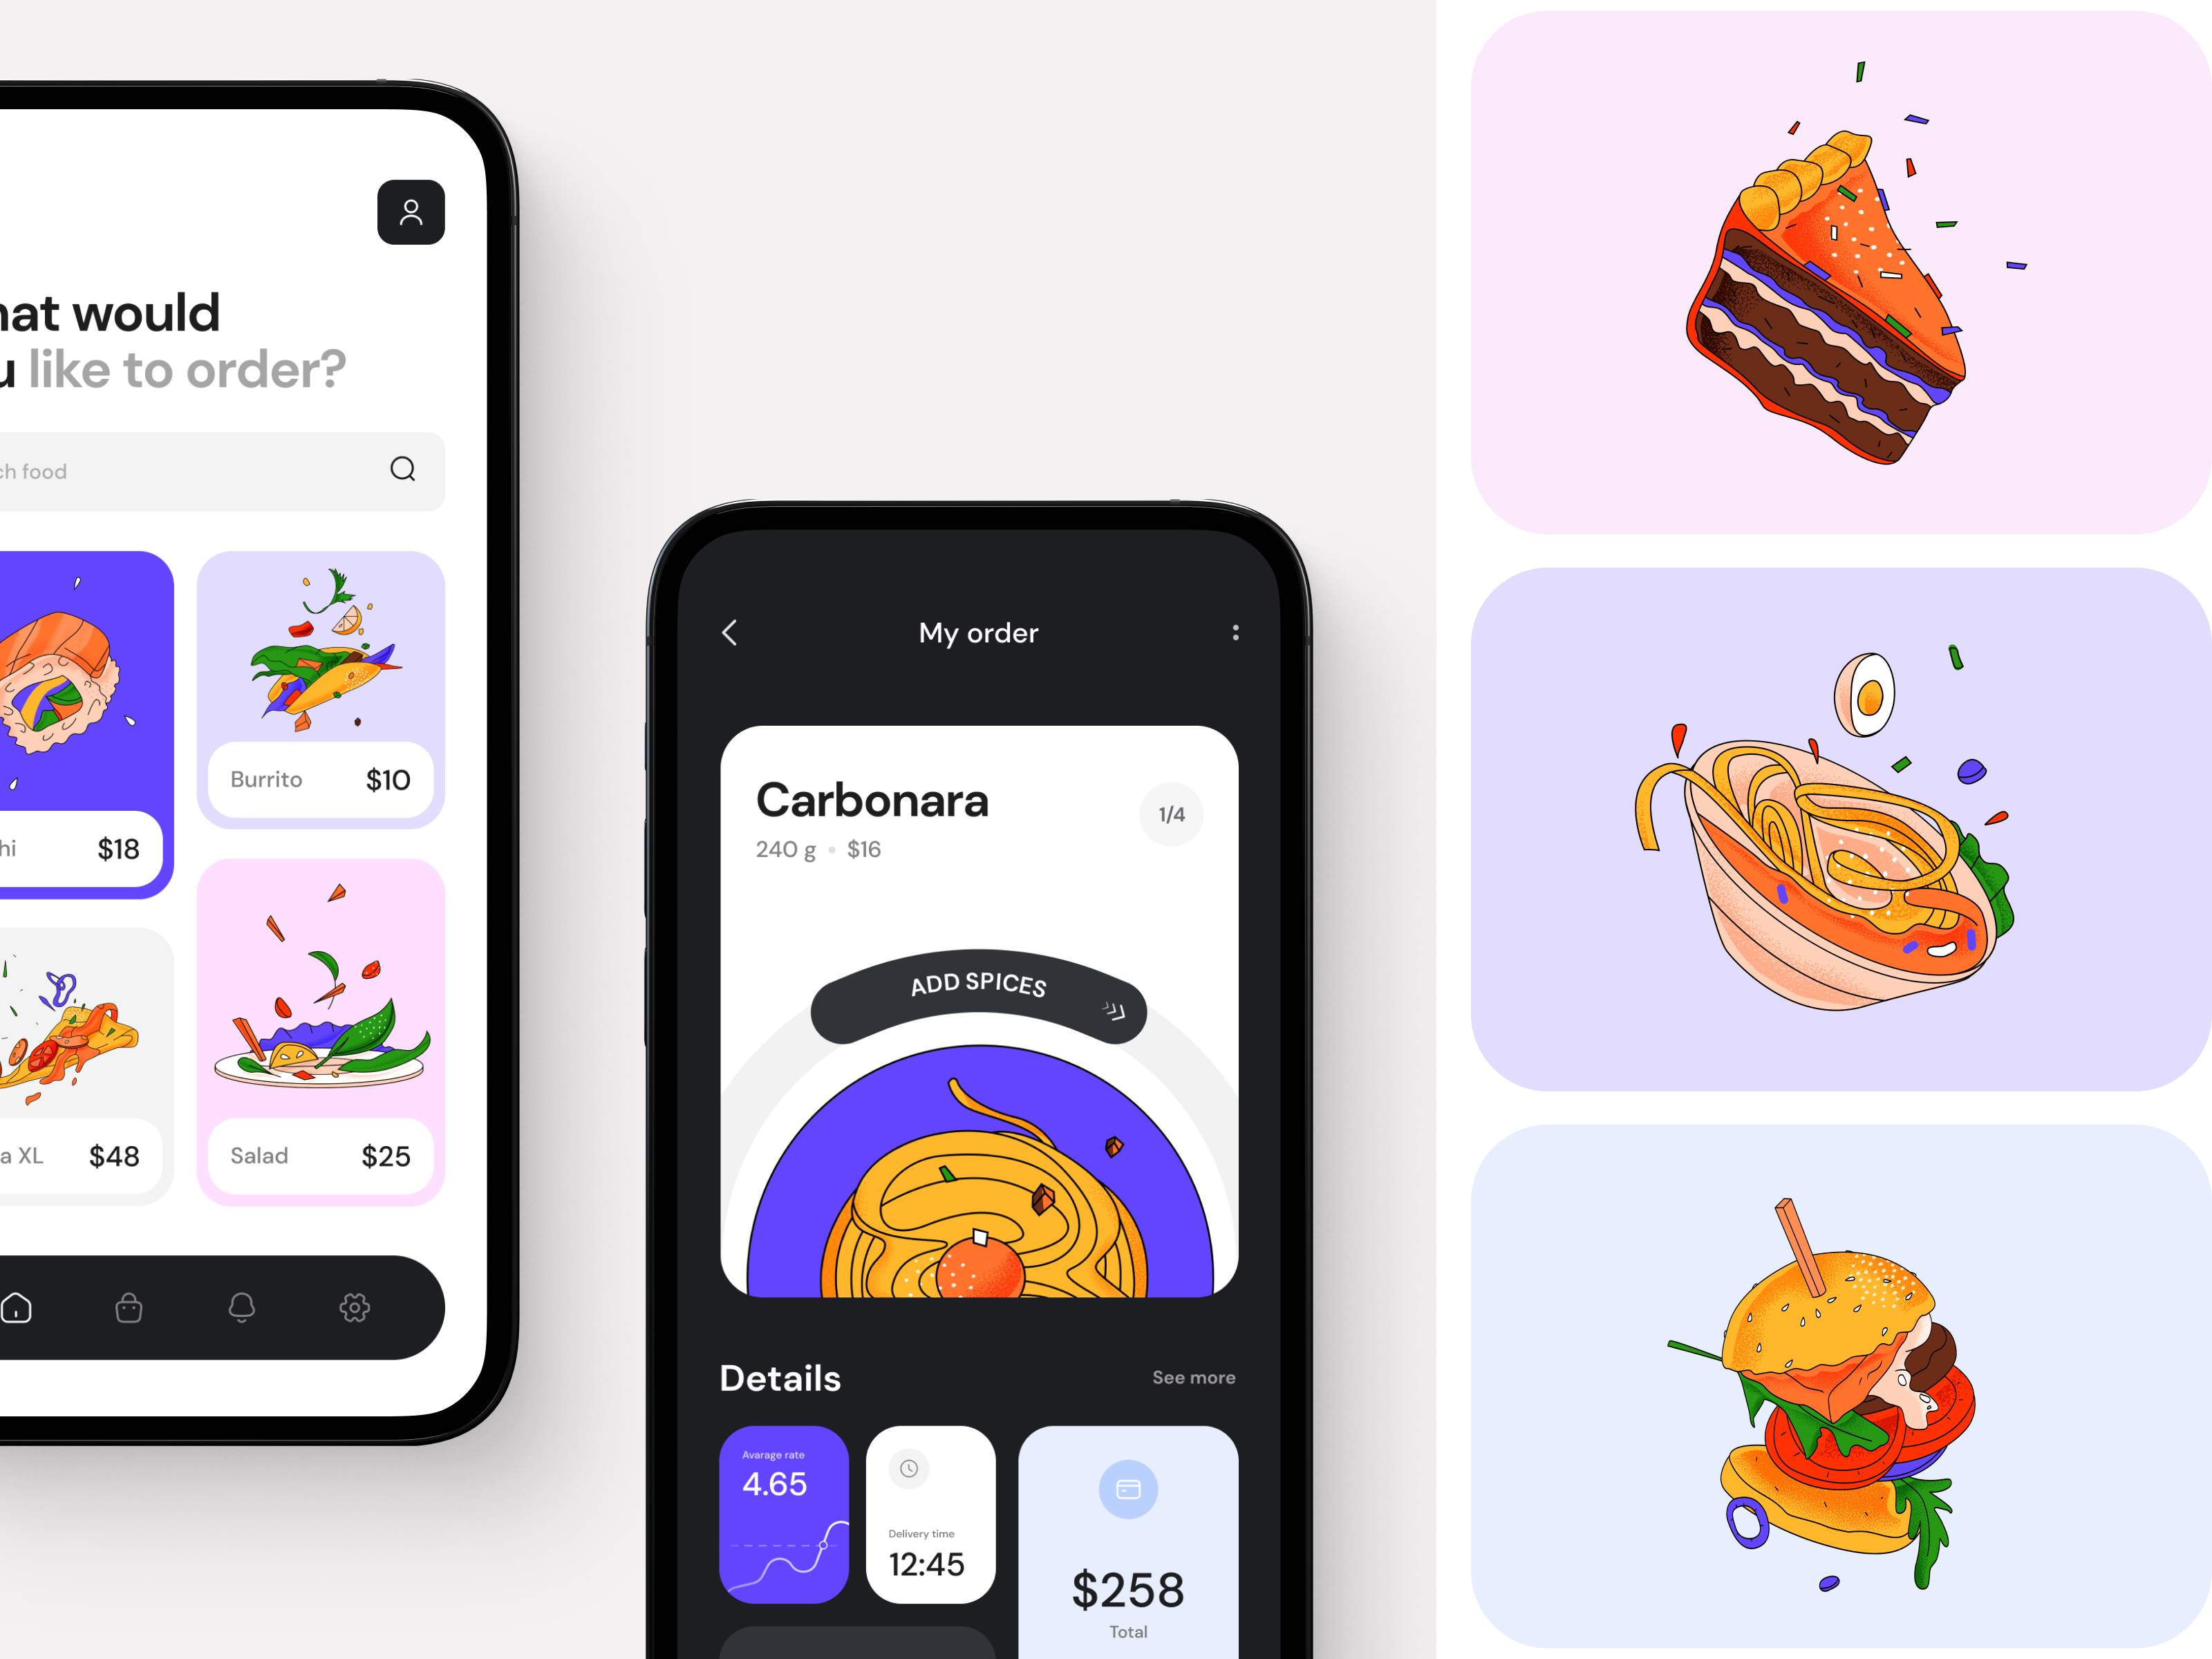 hat would
u like to order?
ch food
hi $18
Burrito $10
a XL $48
Salad $25
My order
Carbonara
1/4
240 g • $16
ADD SPICES
Details
See more
Avarage rate
4.65
Delivery time
12:45
$258
Total